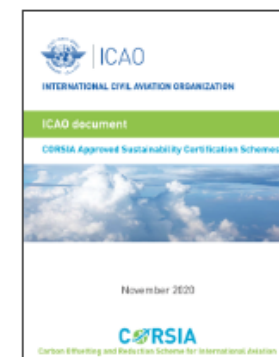 ICAO
INTERNATIONAL CIVIL AVIATION ORGANIZATION
ICAO document
CORSIA Approved Sustainability Certification Schemes
November 2020
CORSIA
Carbon Offsetting and Reduction Scheme for International Aviation